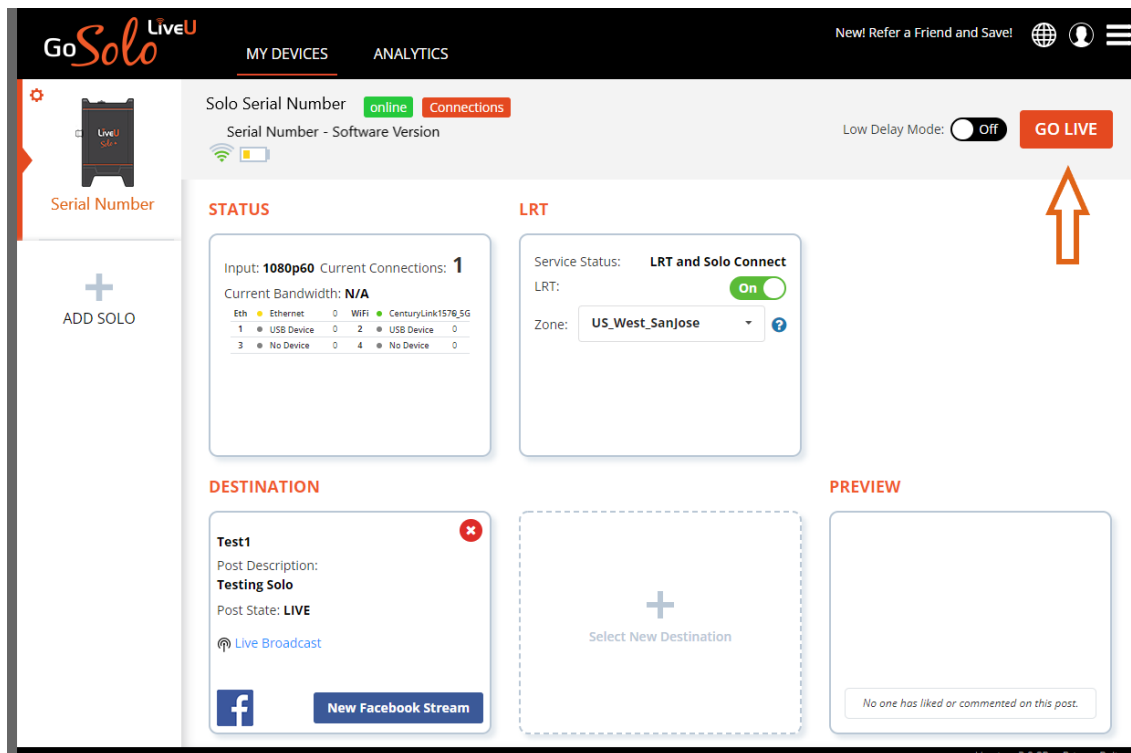 GoSolo LiveU
MY DEVICES ANALYTICS
New! Refer a Friend and Save!
LiveU
Solo+
Serial Number
ADD SOLO
Solo Serial Number online Connections
Serial Number - Software Version
Low Delay Mode: Off GO LIVE
STATUS
Input: 1080p60 Current Connections: 1
Current Bandwidth: N/A
Eth Ethernet 0 WiFi CenturyLink1576_5G
1 USB Device 0 2 USB Device 0
3 No Device 0 4 No Device 0
LRT
Service Status: LRT and Solo Connect
LRT: On
Zone: US_West_SanJose ?
DESTINATION
Test1
Post Description:
Testing Solo
Post State: LIVE
Live Broadcast
New Facebook Stream
Select New Destination
PREVIEW
No one has liked or commented on this post.